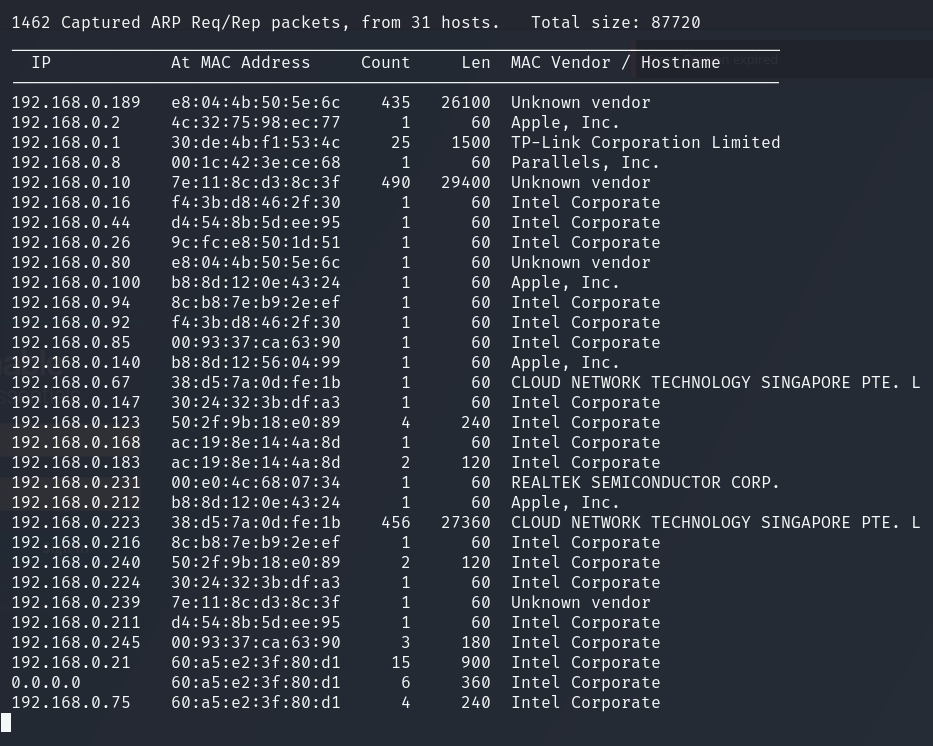 1462 Captured ARP Req/Rep packets, from 31 hosts.   Total size: 87720
IP            At MAC Address     Count     Len  MAC Vendor / Hostname
192.168.0.189   e8:04:4b:50:5e:6c    435   26100  Unknown vendor
192.168.0.2     4c:32:75:98:ec:77      1      60  Apple, Inc.
192.168.0.1     30:de:4b:f1:53:4c     25    1500  TP-Link Corporation Limited
192.168.0.8     00:1c:42:3e:ce:68      1      60  Parallels, Inc.
192.168.0.10    7e:11:8c:d3:8c:3f    490   29400  Unknown vendor
192.168.0.16    f4:3b:d8:46:2f:30      1      60  Intel Corporate
192.168.0.44    d4:54:8b:5d:ee:95      1      60  Intel Corporate
192.168.0.26    9c:fc:e8:50:1d:51      1      60  Intel Corporate
192.168.0.80    e8:04:4b:50:5e:6c      1      60  Unknown vendor
192.168.0.100   b8:8d:12:0e:43:24      1      60  Apple, Inc.
192.168.0.94    8c:b8:7e:b9:2e:ef      1      60  Intel Corporate
192.168.0.92    f4:3b:d8:46:2f:30      1      60  Intel Corporate
192.168.0.85    00:93:37:ca:63:90      1      60  Intel Corporate
192.168.0.140   b8:8d:12:56:04:99      1      60  Apple, Inc.
192.168.0.67    38:d5:7a:0d:fe:1b      1      60  CLOUD NETWORK TECHNOLOGY SINGAPORE PTE. L
192.168.0.147   30:24:32:3b:df:a3      1      60  Intel Corporate
192.168.0.123   50:2f:9b:18:e0:89      4     240  Intel Corporate
192.168.0.168   ac:19:8e:14:4a:8d      1      60  Intel Corporate
192.168.0.183   ac:19:8e:14:4a:8d      2     120  Intel Corporate
192.168.0.231   00:e0:4c:68:07:34      1      60  REALTEK SEMICONDUCTOR CORP.
192.168.0.212   b8:8d:12:0e:43:24      1      60  Apple, Inc.
192.168.0.223   38:d5:7a:0d:fe:1b    456   27360  CLOUD NETWORK TECHNOLOGY SINGAPORE PTE. L
192.168.0.216   8c:b8:7e:b9:2e:ef      1      60  Intel Corporate
192.168.0.240   50:2f:9b:18:e0:89      2     120  Intel Corporate
192.168.0.224   30:24:32:3b:df:a3      1      60  Intel Corporate
192.168.0.239   7e:11:8c:d3:8c:3f      1      60  Unknown vendor
192.168.0.211   d4:54:8b:5d:ee:95      1      60  Intel Corporate
192.168.0.245   00:93:37:ca:63:90      3     180  Intel Corporate
192.168.0.21    60:a5:e2:3f:80:d1     15     900  Intel Corporate
0.0.0.0         60:a5:e2:3f:80:d1      6     360  Intel Corporate
192.168.0.75    60:a5:e2:3f:80:d1      4     240  Intel Corporate